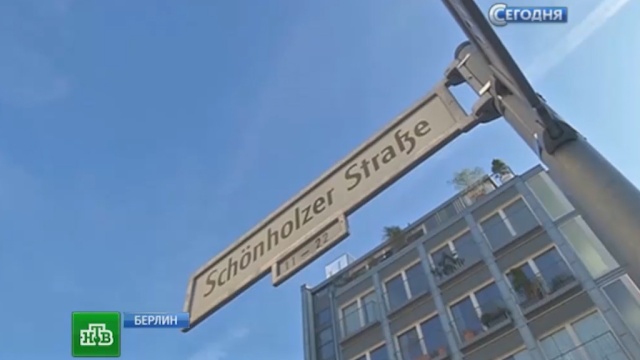 Сегодня
Schönholzer Straße
11 – 22
НТВ
БЕРЛИН